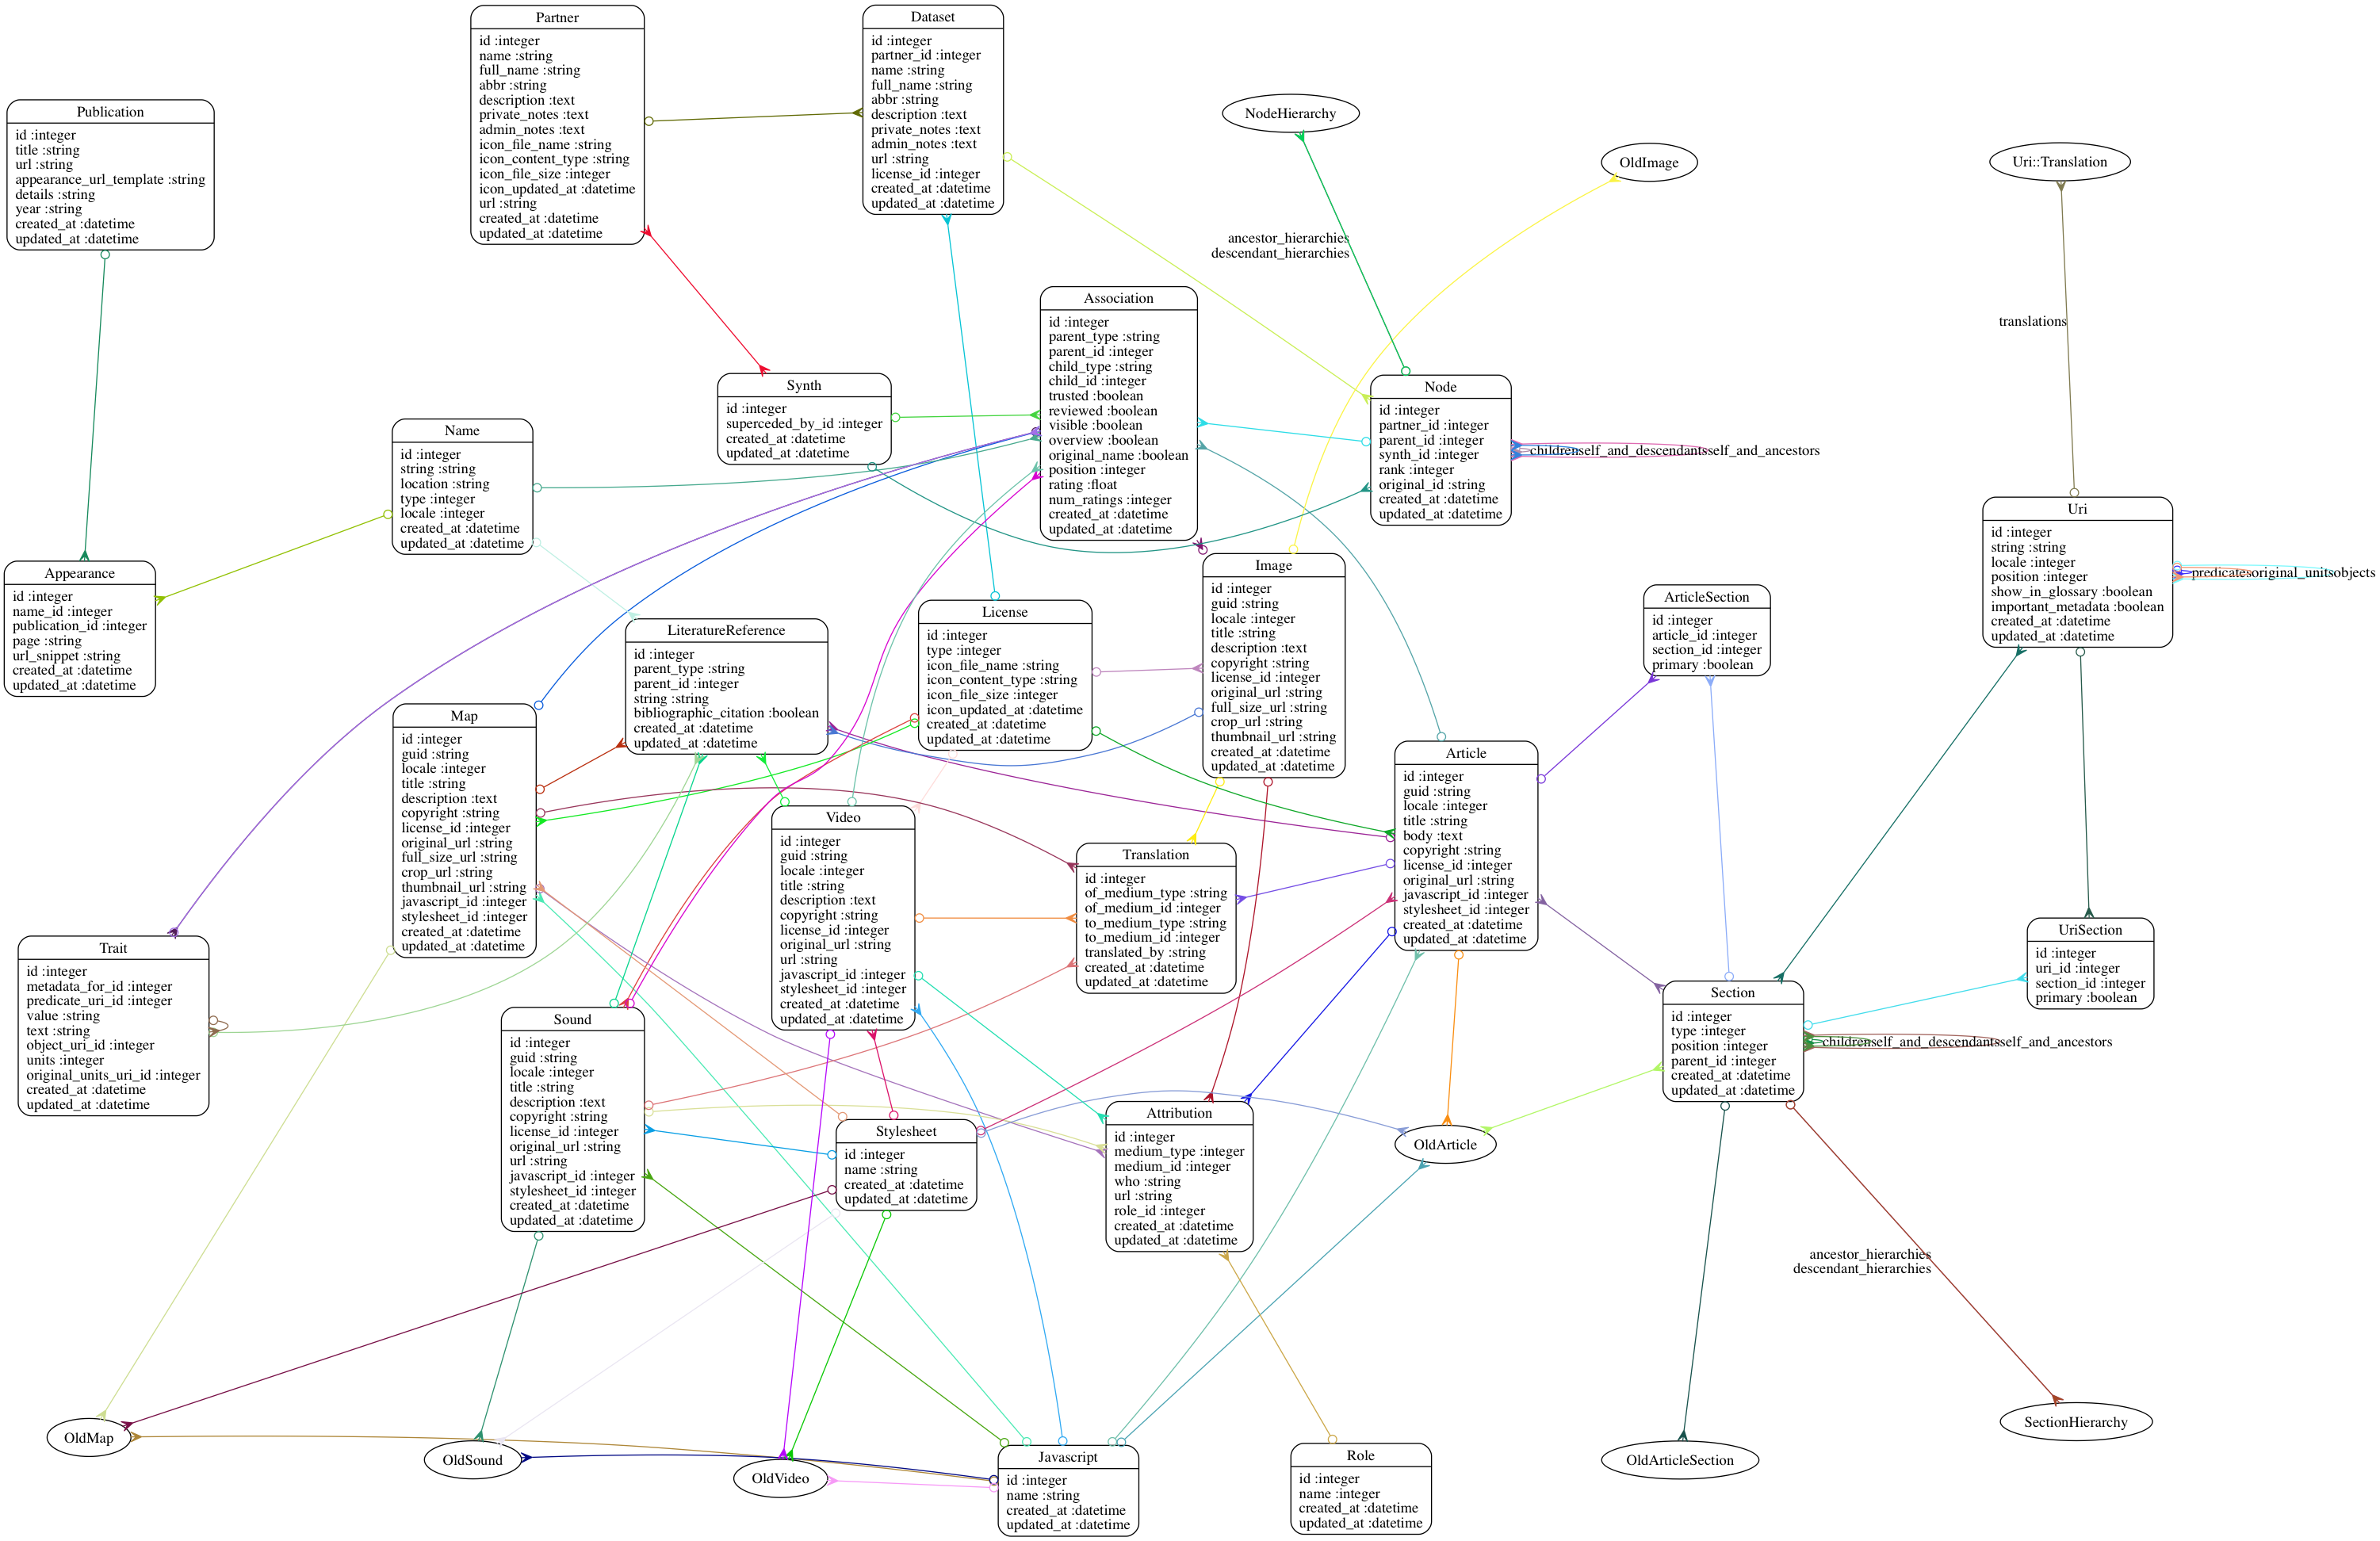 Partner
id :integer
name :string
full_name :string
abbr :string
description :text
private_notes :text
admin_notes :text
icon_file_name :string
icon_content_type :string
icon_file_size :integer
icon_updated_at :datetime
url :string
created_at :datetime
updated_at :datetime
Dataset
id :integer
partner_id :integer
name :string
full_name :string
abbr :string
description :text
private_notes :text
admin_notes :text
url :string
license_id :integer
created_at :datetime
updated_at :datetime
Publication
id :integer
title :string
url :string
appearance_url_template :string
details :string
year :string
created_at :datetime
updated_at :datetime
NodeHierarchy
OldImage
Uri::Translation
ancestor_hierarchies
descendant_hierarchies
translations
Association
id :integer
parent_type :string
parent_id :integer
child_type :string
child_id :integer
trusted :boolean
reviewed :boolean
visible :boolean
overview :boolean
original_name :boolean
position :integer
rating :float
num_ratings :integer
created_at :datetime
updated_at :datetime
Synth
id :integer
superceded_by_id :integer
created_at :datetime
updated_at :datetime
Node
id :integer
partner_id :integer
parent_id :integer
synth_id :integer
rank :integer
original_id :string
created_at :datetime
updated_at :datetime
childrenself_and_descendantsself_and_ancestors
Name
id :integer
string :string
location :string
type :integer
locale :integer
created_at :datetime
updated_at :datetime
Uri
id :integer
string :string
locale :integer
position :integer
show_in_glossary :boolean
important_metadata :boolean
created_at :datetime
updated_at :datetime
predicatesoriginal_unitsobjects
Appearance
id :integer
name_id :integer
publication_id :integer
page :string
url_snippet :string
created_at :datetime
updated_at :datetime
Image
id :integer
guid :string
locale :integer
title :string
description :text
copyright :string
license_id :integer
original_url :string
full_size_url :string
crop_url :string
thumbnail_url :string
created_at :datetime
updated_at :datetime
ArticleSection
id :integer
article_id :integer
section_id :integer
primary :boolean
License
id :integer
type :integer
icon_file_name :string
icon_content_type :string
icon_file_size :integer
icon_updated_at :datetime
created_at :datetime
updated_at :datetime
LiteratureReference
id :integer
parent_type :string
parent_id :integer
string :string
bibliographic_citation :boolean
created_at :datetime
updated_at :datetime
Map
id :integer
guid :string
locale :integer
title :string
description :text
copyright :string
license_id :integer
original_url :string
full_size_url :string
crop_url :string
thumbnail_url :string
javascript_id :integer
stylesheet_id :integer
created_at :datetime
updated_at :datetime
Article
id :integer
guid :string
locale :integer
title :string
body :text
copyright :string
license_id :integer
original_url :string
javascript_id :integer
stylesheet_id :integer
created_at :datetime
updated_at :datetime
Video
id :integer
guid :string
locale :integer
title :string
description :text
copyright :string
license_id :integer
original_url :string
url :string
javascript_id :integer
stylesheet_id :integer
created_at :datetime
updated_at :datetime
Translation
id :integer
of_medium_type :string
of_medium_id :integer
to_medium_type :string
to_medium_id :integer
translated_by :string
created_at :datetime
updated_at :datetime
UriSection
id :integer
uri_id :integer
section_id :integer
primary :boolean
Trait
id :integer
metadata_for_id :integer
predicate_uri_id :integer
value :string
text :string
object_uri_id :integer
units :integer
original_units_uri_id :integer
created_at :datetime
updated_at :datetime
Section
id :integer
type :integer
position :integer
parent_id :integer
created_at :datetime
updated_at :datetime
childrenself_and_descendantsself_and_ancestors
Sound
id :integer
guid :string
locale :integer
title :string
description :text
copyright :string
license_id :integer
original_url :string
url :string
javascript_id :integer
stylesheet_id :integer
created_at :datetime
updated_at :datetime
Stylesheet
id :integer
name :string
created_at :datetime
updated_at :datetime
Attribution
id :integer
medium_type :integer
medium_id :integer
who :string
url :string
role_id :integer
created_at :datetime
updated_at :datetime
OldArticle
ancestor_hierarchies
descendant_hierarchies
OldMap
OldSound
OldVideo
Javascript
id :integer
name :string
created_at :datetime
updated_at :datetime
Role
id :integer
name :integer
created_at :datetime
updated_at :datetime
OldArticleSection
SectionHierarchy